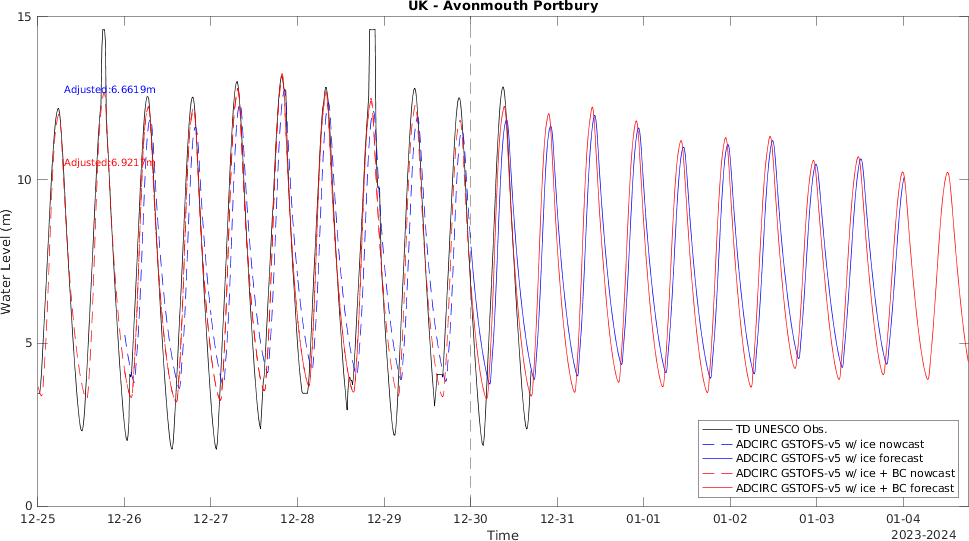 UK - Avonmouth Portbury
15
10
5
0
Water Level (m)
Adjusted:6.6619m
Adjusted:6.9217m
TD UNESCO Obs.
ADCIRC GSTOFS-v5 w/ ice nowcast
ADCIRC GSTOFS-v5 w/ ice forecast
ADCIRC GSTOFS-v5 w/ ice + BC nowcast
ADCIRC GSTOFS-v5 w/ ice + BC forecast
12-25 12-26 12-27 12-28 12-29 12-30 12-31 01-01 01-02 01-03 01-04
Time
2023-2024